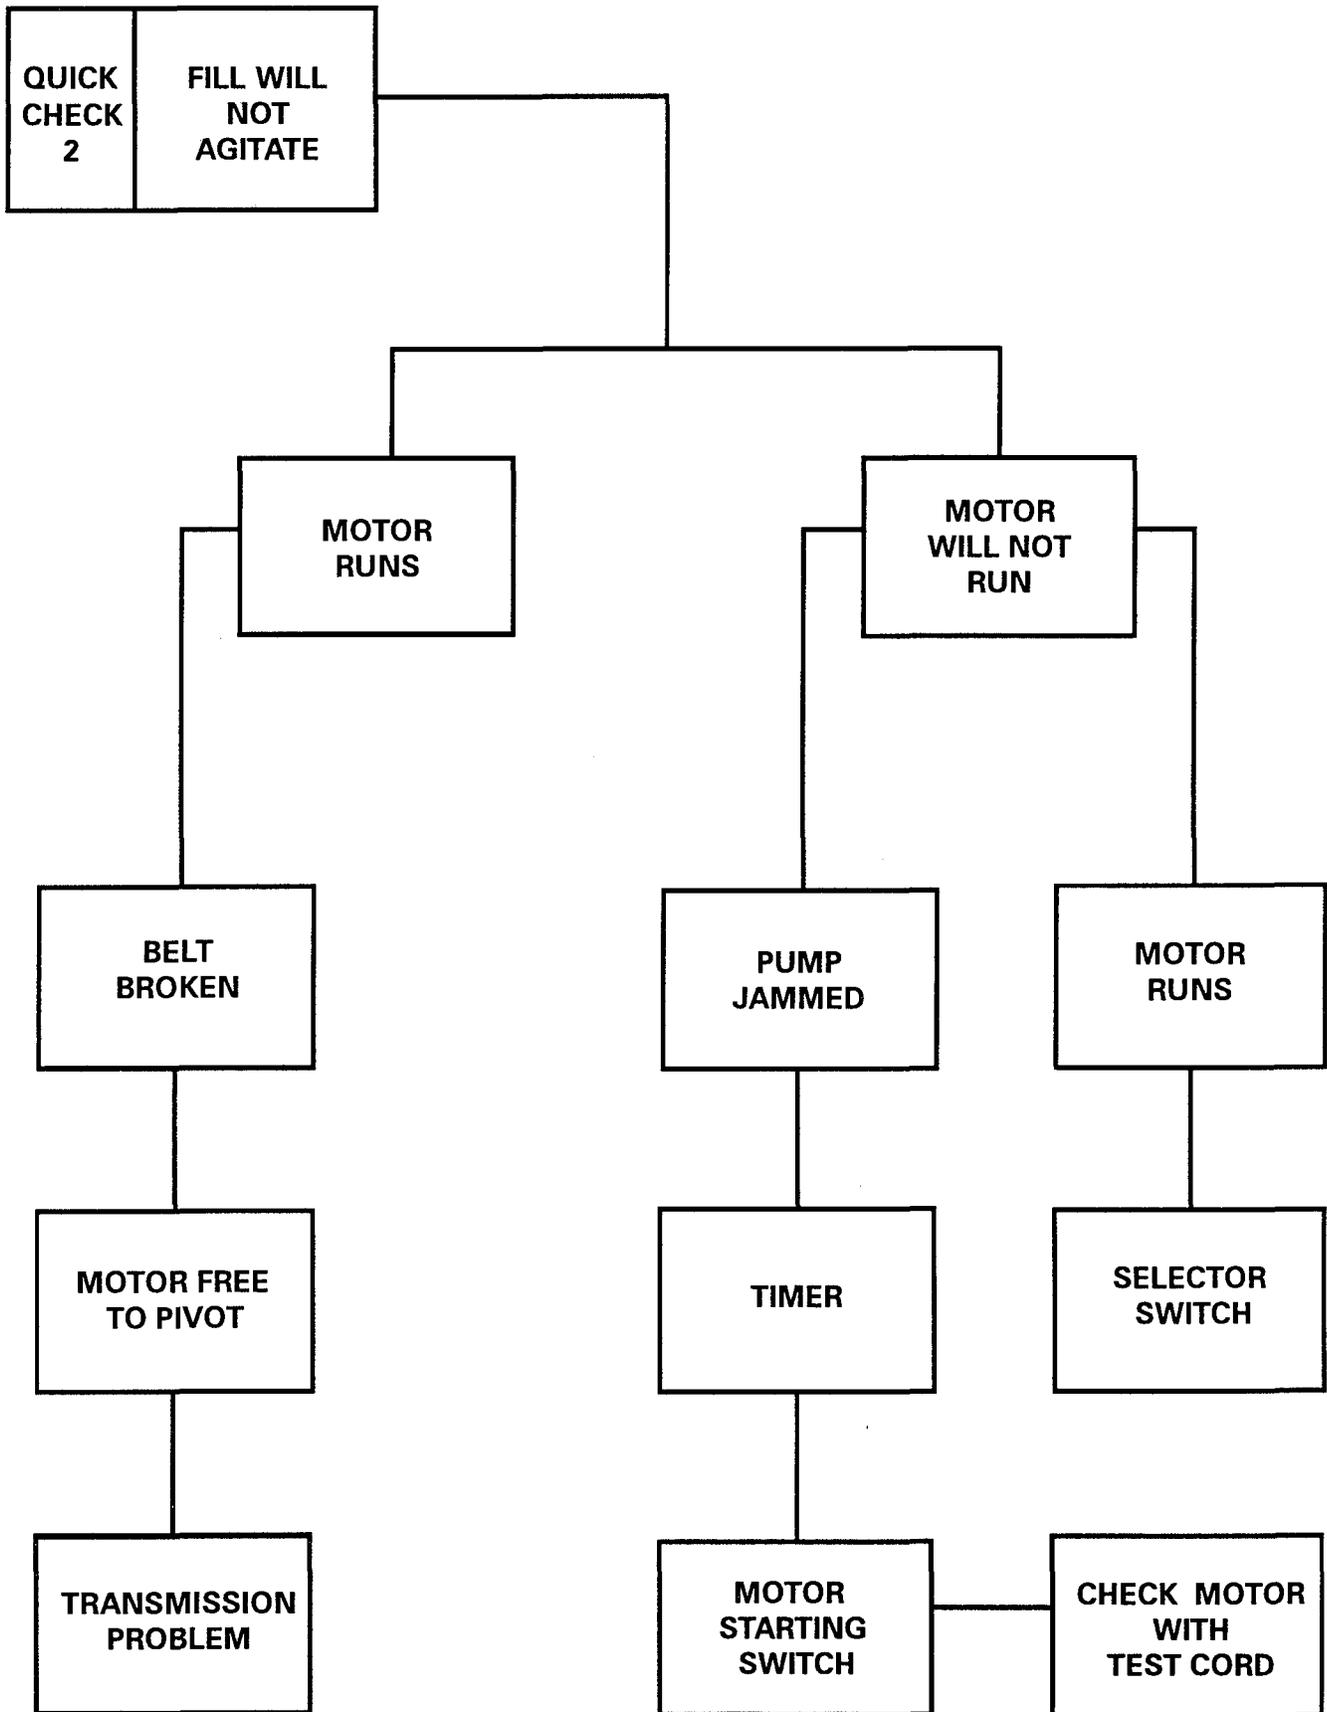 QUICK
CHECK
2
FILL WILL
NOT
AGITATE
MOTOR
RUNS
MOTOR
WILL NOT
RUN
BELT
BROKEN
PUMP
JAMMED
MOTOR
RUNS
MOTOR FREE
TO PIVOT
TIMER
SELECTOR
SWITCH
TRANSMISSION
PROBLEM
MOTOR
STARTING
SWITCH
CHECK MOTOR
WITH
TEST CORD